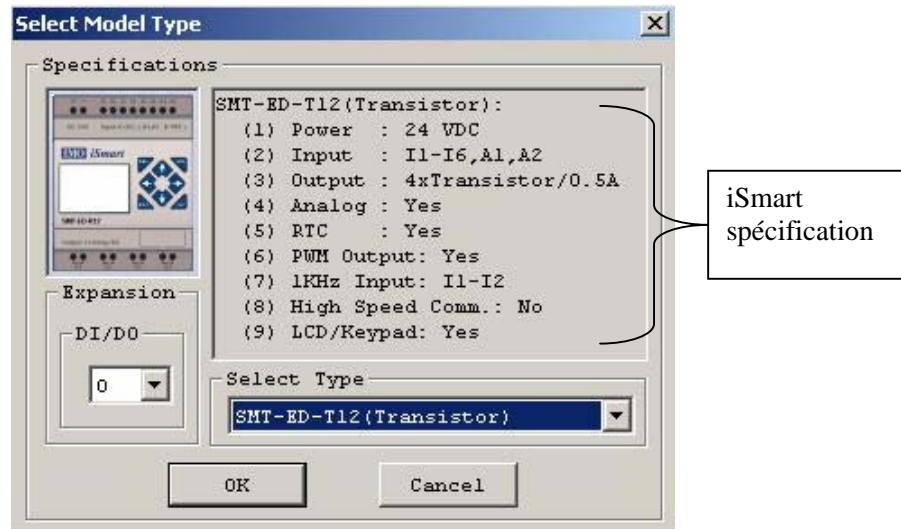 Select Model Type
Specifications
SMT-ED-T12(Transistor):
(1) Power : 24 VDC
(2) Input : I1-I6,A1,A2
(3) Output : 4xTransistor/0.5A
(4) Analog : Yes
(5) RTC : Yes
(6) PWM Output: Yes
(7) 1KHz Input: I1-I2
(8) High Speed Comm.: No
(9) LCD/Keypad: Yes
iSmart
iSmart
spécification
Expansion
DI/DO
0
Select Type
SMT-ED-T12(Transistor)
OK
Cancel